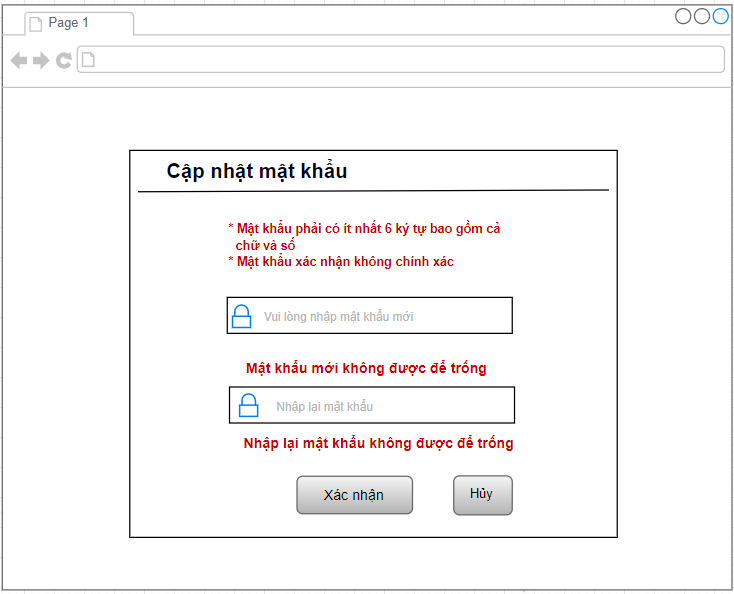 Page 1
Cập nhật mật khẩu
* Mật khẩu phải có ít nhất 6 ký tự bao gồm cả
chữ và số
* Mật khẩu xác nhận không chính xác
Vui lòng nhập mật khẩu mới
Mật khẩu mới không được để trống
Nhập lại mật khẩu
Nhập lại mật khẩu không được để trống
Xác nhận
Hủy